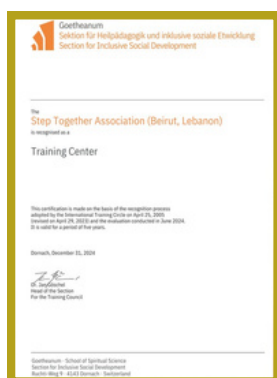 Goetheanum
Sektion für Heilpädagogik und inklusive soziale Entwicklung
Section for Inclusive Social Development
The
Step Together Association (Beirut, Lebanon)
is recognised as a
Training Center
This certification is made on the basis of the recognition process
adopted by the International Training Circle on April 25, 2005
(revised on April 29, 2023) and the evaluation conducted in June 2024.
It is valid for a period of five years.
Dornach, December 31, 2024
Dr. Jan Göschel
Head of the Section
For the Training Council
Goetheanum · School of Spiritual Science
Section for Inclusive Social Development
Ruchti-Weg 9 · 4143 Dornach · Switzerland